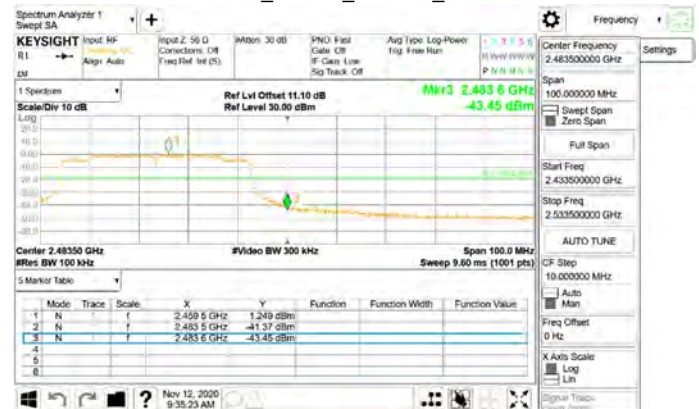 Spectrum Analyzer 1
Swept SA
+
Frequency
KEYSIGHT
R1
Input: RF
Align: Auto
Input Z: 50 Ω
Corrections: Off
Freq Ref: Int (S)
#Atten: 30 dB
PNO: Fast
Gate: Off
IF Gain: Low
Sig Track: Off
Avg Type: Log-Power
Trig: Free Run
Center Frequency
2.483500000 GHz
Settings
Span
100.000000 MHz
Swept Span
Zero Span
Full Span
Start Freq
2.433500000 GHz
Stop Freq
2.533500000 GHz
AUTO TUNE
CF Step
10.000000 MHz
Auto
Man
Freq Offset
0 Hz
X Axis Scale
Log
Lin
Signal Track
1 Spectrum
Scale/Div 10 dB
Log
Ref Lvl Offset 11.10 dB
Ref Level 30.00 dBm
Mkr3 2.483 6 GHz
-43.45 dBm
Center 2.48350 GHz
#Res BW 100 kHz
#Video BW 300 kHz
Span 100.0 MHz
Sweep 9.60 ms (1001 pts)
5 Marker Table
Mode Trace Scale X Y Function Function Width Function Value
1 N 1 f 2.459 5 GHz 1.249 dBm
2 N 1 f 2.483 5 GHz -41.37 dBm
3 N 1 f 2.483 6 GHz -43.45 dBm
4
5
6
?
Nov 12, 2020
9:35:23 AM